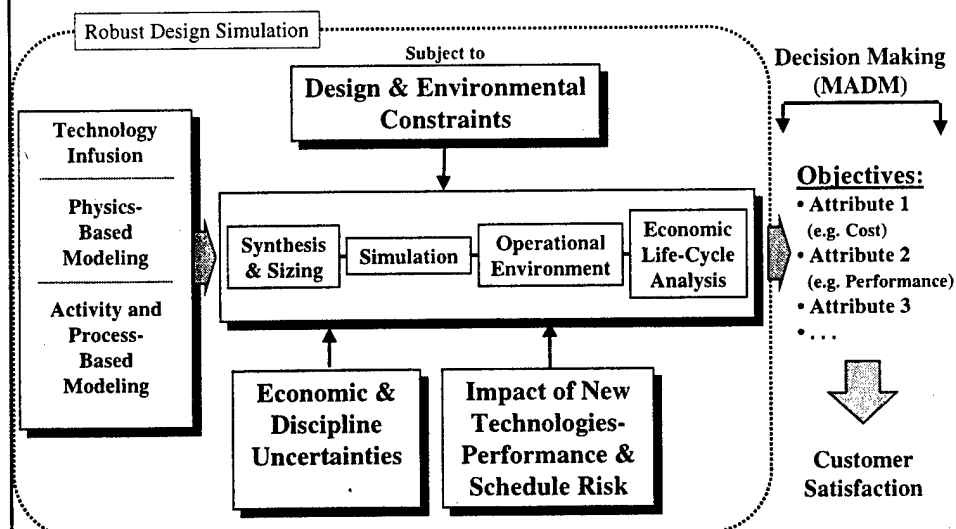 Robust Design Simulation
Subject to
Design & Environmental
Constraints
Technology
Infusion
Physics-
Based
Modeling
Activity and
Process-
Based
Modeling
Synthesis
& Sizing
Simulation
Operational
Environment
Economic
Life-Cycle
Analysis
Economic &
Discipline
Uncertainties
Impact of New
Technologies-
Performance &
Schedule Risk
Decision Making
(MADM)
Objectives:
• Attribute 1
(e.g. Cost)
• Attribute 2
(e.g. Performance)
• Attribute 3
• . . .
Customer
Satisfaction